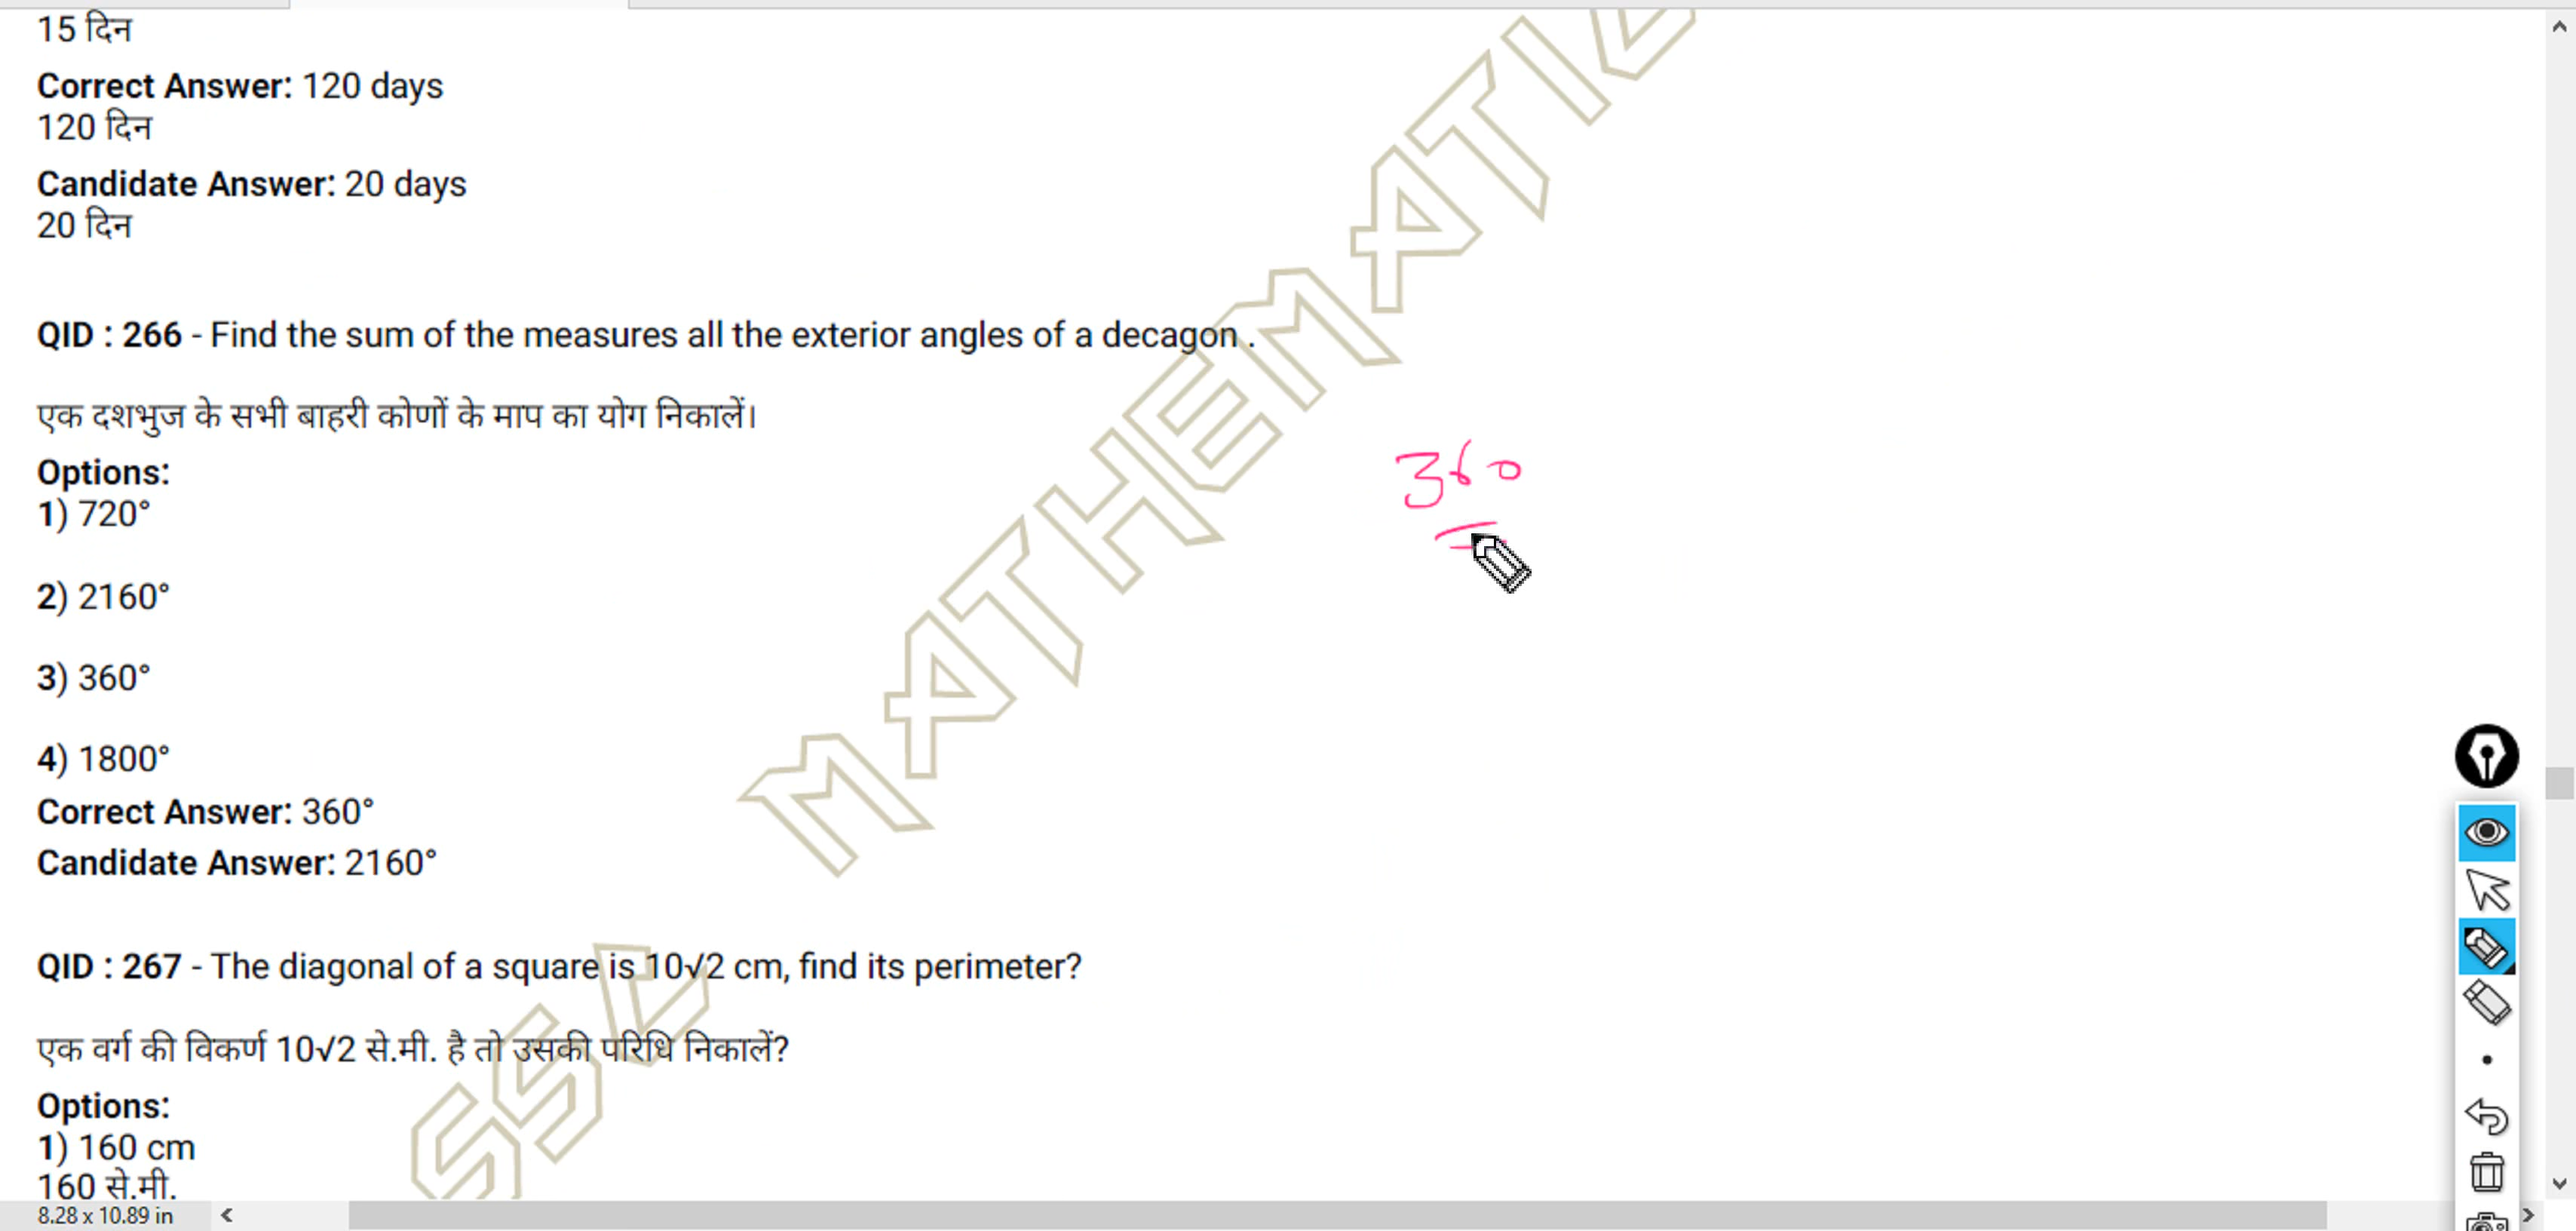 15 दिन
Correct Answer: 120 days
120 दिन
Candidate Answer: 20 days
20 दिन
QID : 266 - Find the sum of the measures all the exterior angles of a decagon .
एक दशभुज के सभी बाहरी कोणों के माप का योग निकालें।
360
Options:
1) 720°
2) 2160°
3) 360°
4) 1800°
Correct Answer: 360°
Candidate Answer: 2160°
QID : 267 - The diagonal of a square is 10√2 cm, find its perimeter?
एक वर्ग की विकर्ण 10√2 से.मी. है तो उसकी परिधि निकालें?
Options:
1) 160 cm
160 से.मी.
SSC MATHEMATIC
8.28 x 10.89 in